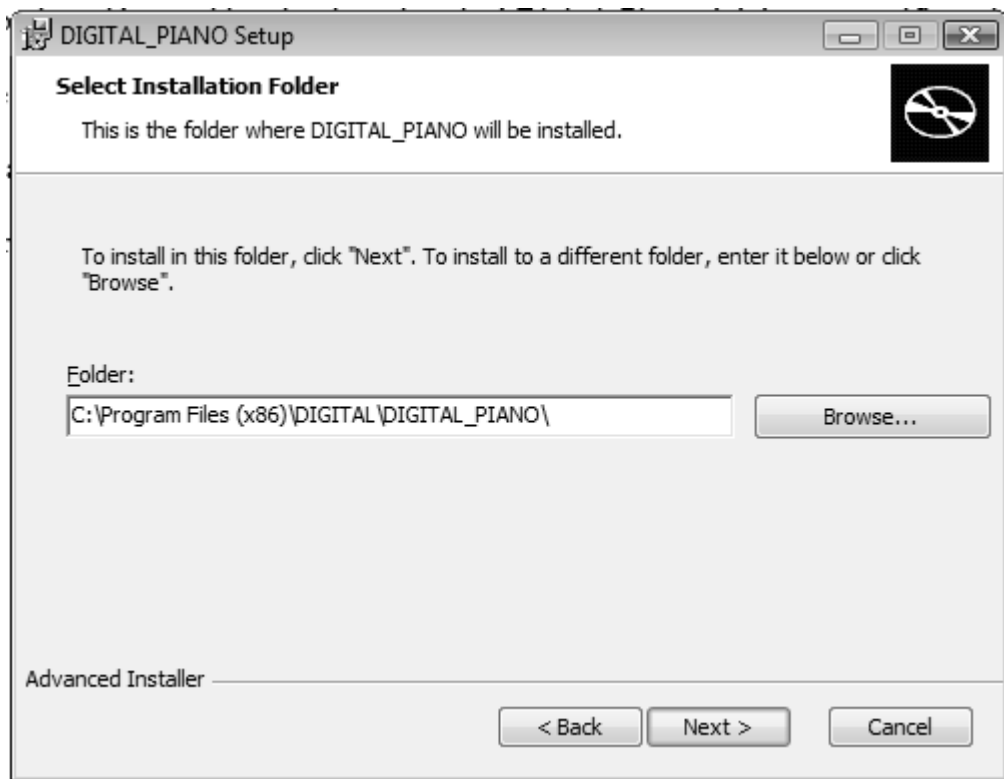 DIGITAL_PIANO Setup
Select Installation Folder
This is the folder where DIGITAL_PIANO will be installed.
To install in this folder, click "Next". To install to a different folder, enter it below or click
"Browse".
Folder:
C:\Program Files (x86)\DIGITAL\DIGITAL_PIANO\
Browse...
Advanced Installer
< Back
Next >
Cancel